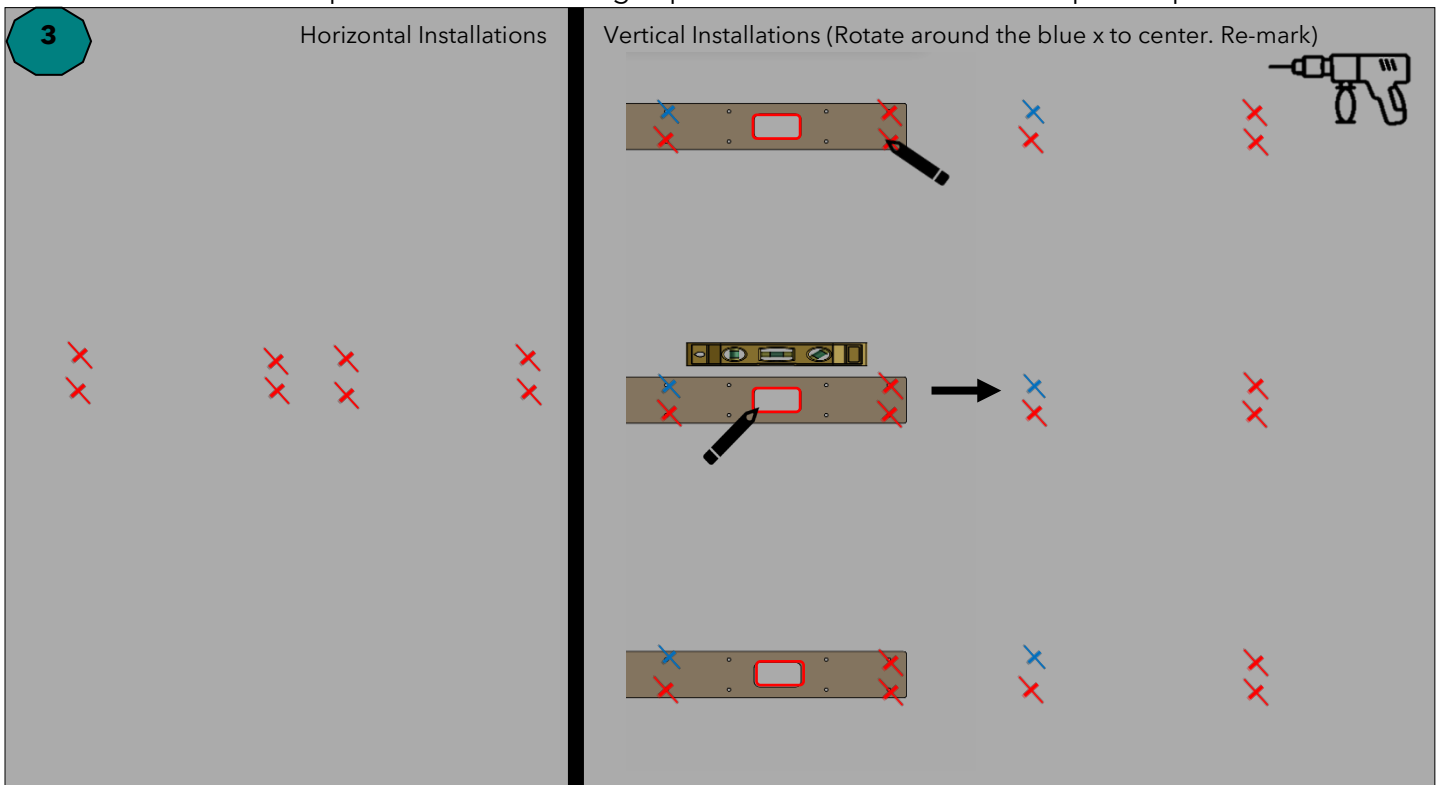 3
Horizontal Installations
Vertical Installations (Rotate around the blue x to center. Re-mark)